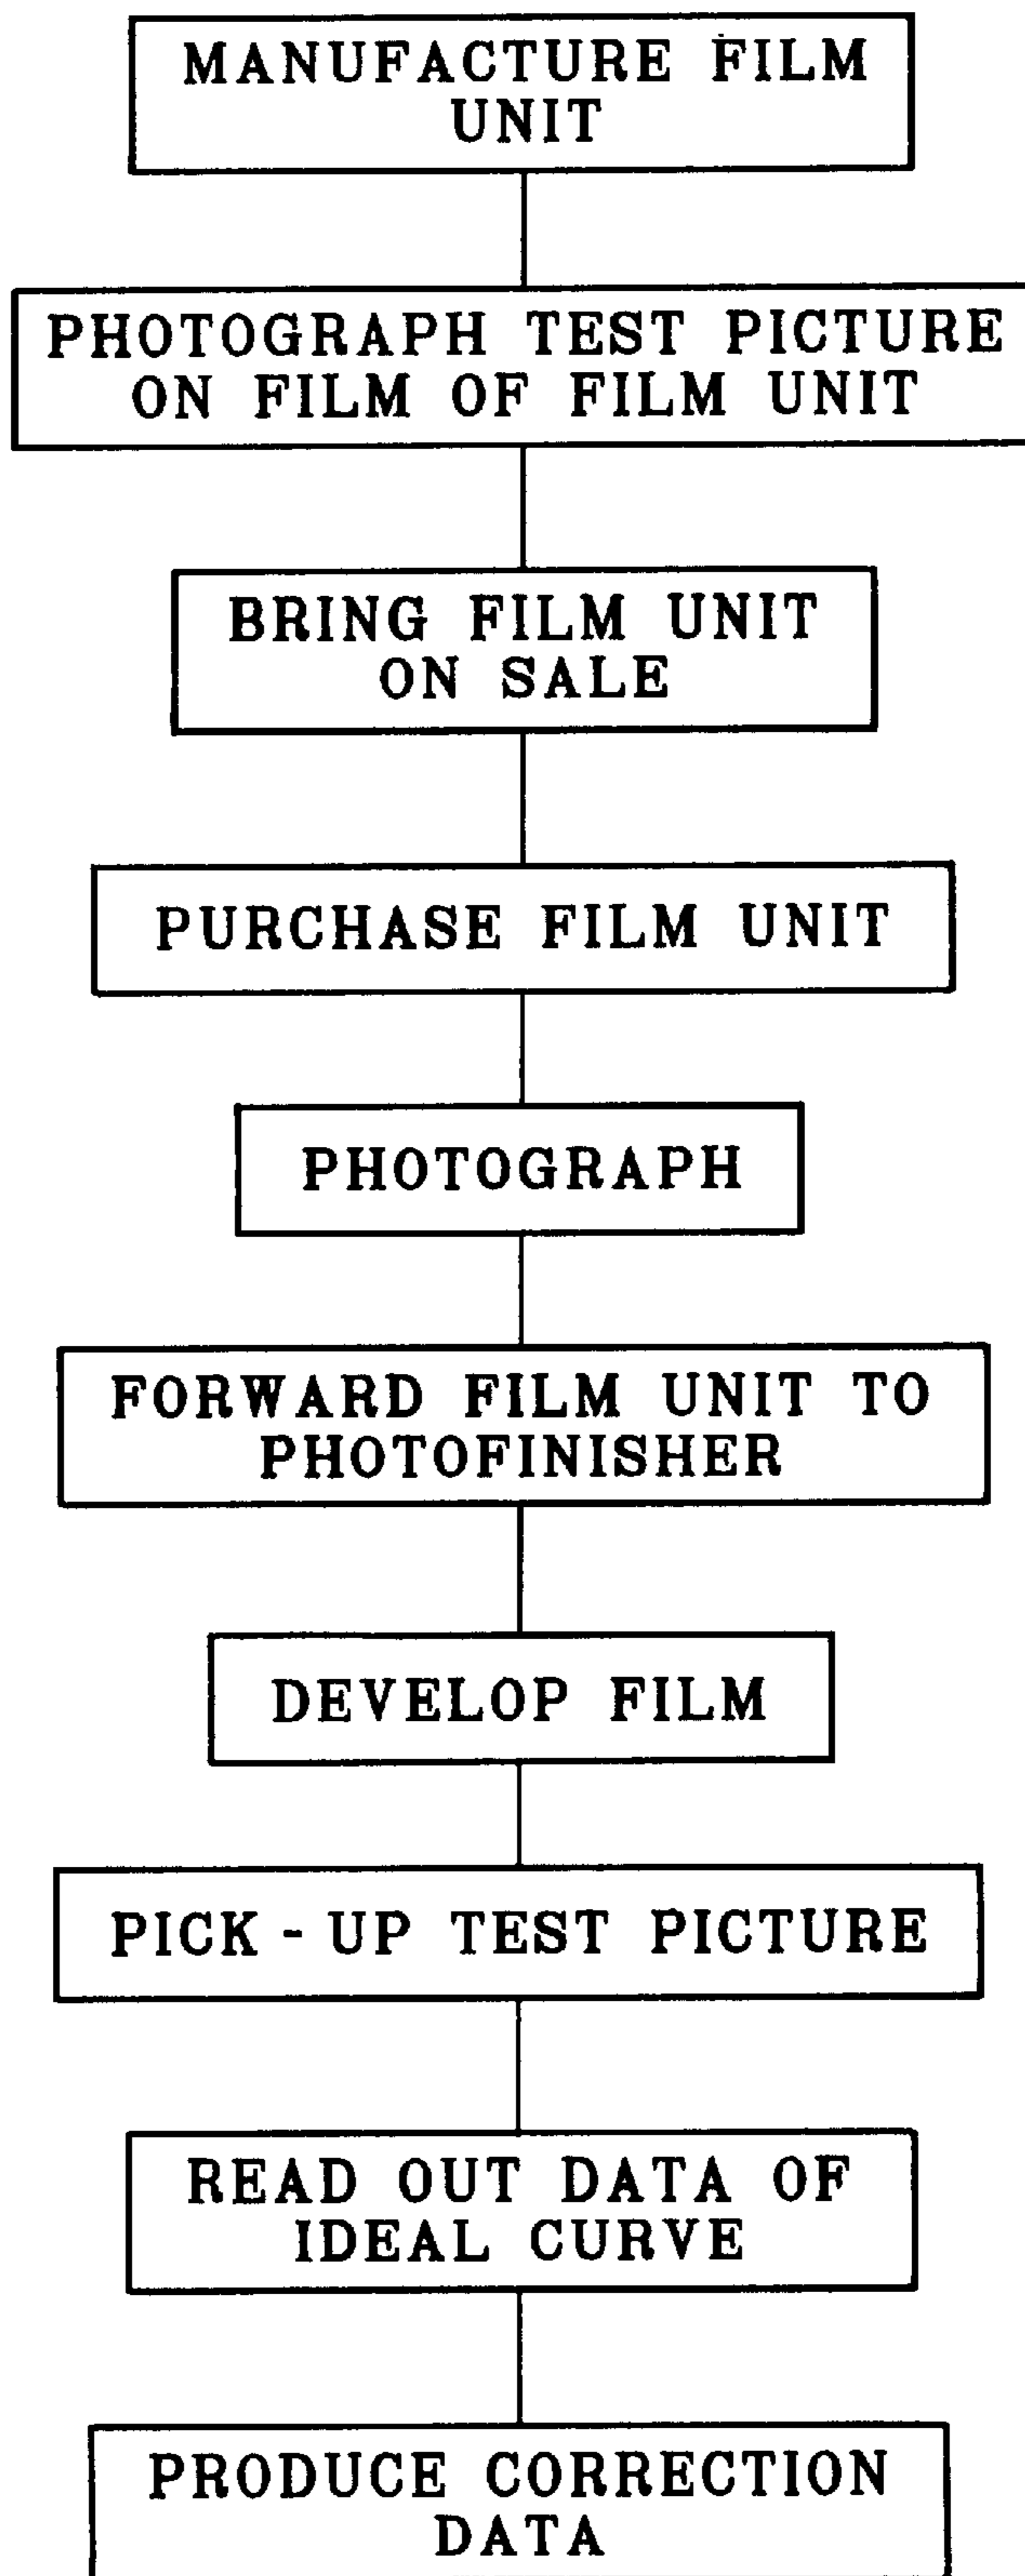 MANUFACTURE FILM
UNIT
PHOTOGRAPH TEST PICTURE
ON FILM OF FILM UNIT
BRING FILM UNIT
ON SALE
PURCHASE FILM UNIT
PHOTOGRAPH
FORWARD FILM UNIT TO
PHOTOFINISHER
DEVELOP FILM
PICK - UP TEST PICTURE
READ OUT DATA OF
IDEAL CURVE
PRODUCE CORRECTION
DATA